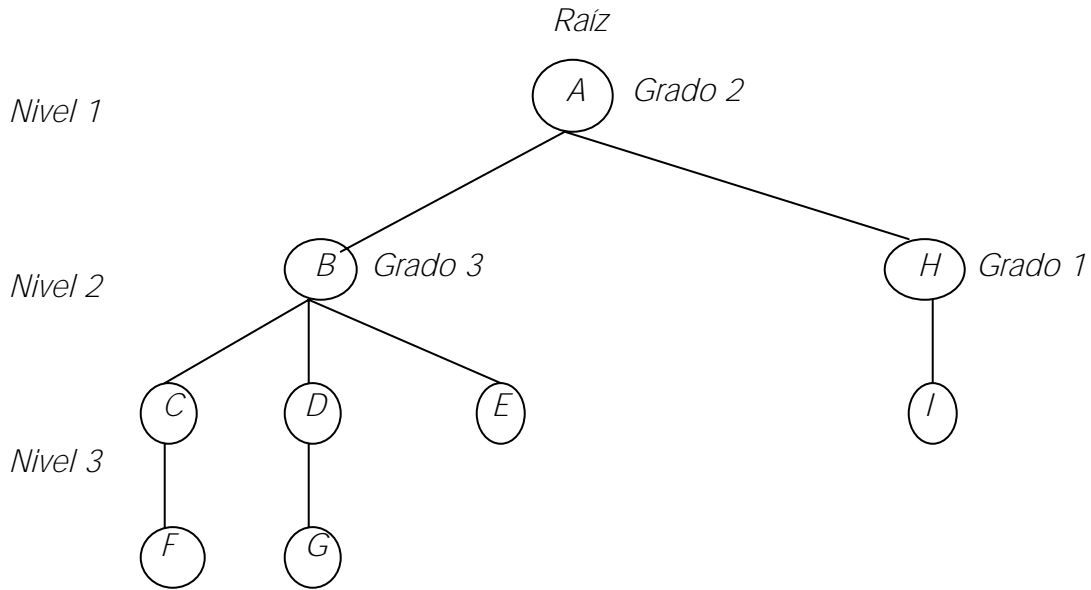 Raíz
A Grado 2
Nivel 1
B Grado 3 H Grado 1
Nivel 2
C D E I
Nivel 3
F G